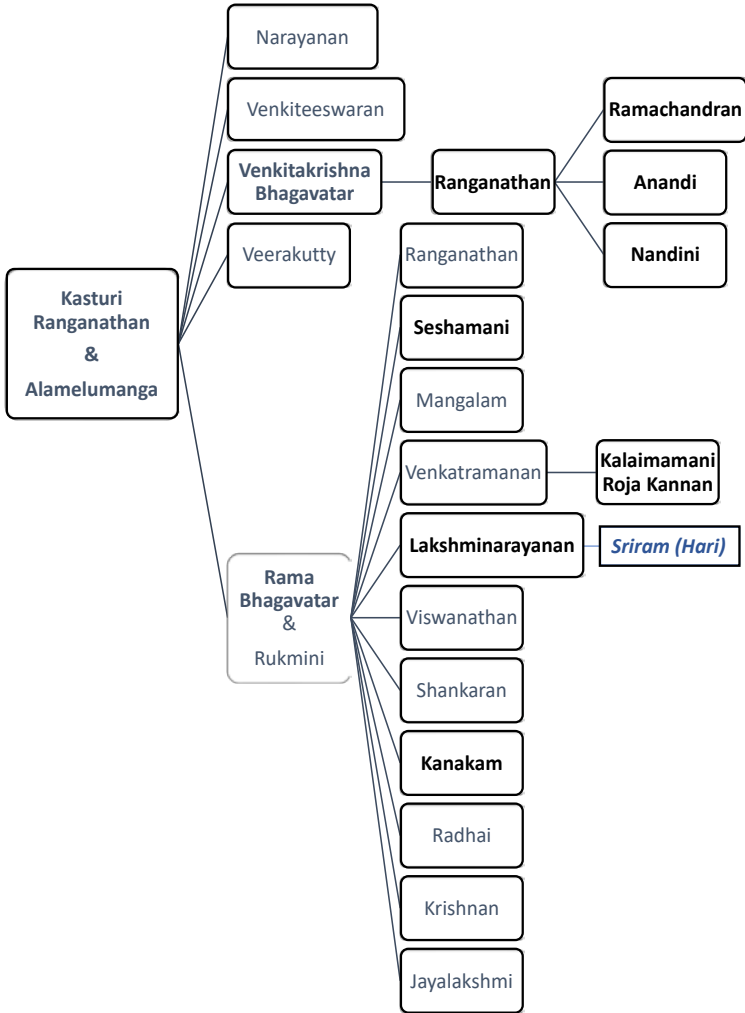 Kasturi
Ranganathan
&
Alamelumanga
Narayanan
Venkiteeswaran
Venkitakrishna
Bhagavatar
Ranganathan
Ramachandran
Anandi
Nandini
Veerakutty
Rama
Bhagavatar
&
Rukmini
Ranganathan
Seshamani
Mangalam
Venkatramanan
Kalaimamani
Roja Kannan
Lakshminarayanan
Sriram (Hari)
Viswanathan
Shankaran
Kanakam
Radhai
Krishnan
Jayalakshmi